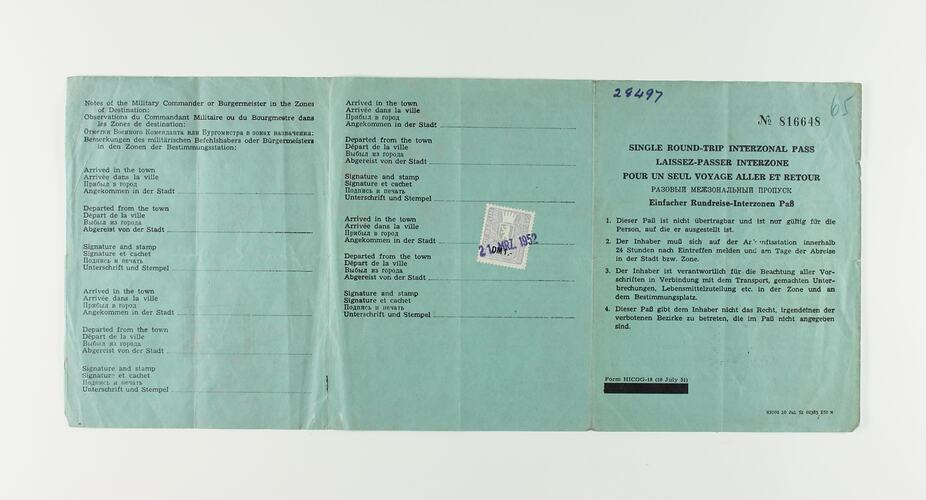 Notes of the Military Commander or Burgermeister in the Zones
of Destination:
Observations du Commandant Militaire ou du Bourgmestre dans
les Zones de destination:
Отметки Военного Коменданта или Бургомистра в зонах назначения:
Bemerkungen des militärischen Befehlshabers oder Bürgermeisters
in den Zonen der Bestimmungsstation:
Arrived in the town
Arrivée dans la ville
Прибыл в город
Angekommen in der Stadt
Departed from the town
Départ de la ville
Выбыл из города
Abgereist von der Stadt
Signature and stamp
Signature et cachet
Подпись и печать
Unterschrift und Stempel
Arrived in the town
Arrivée dans la ville
Прибыл в город
Angekommen in der Stadt
Departed from the town
Départ de la ville
Выбыл из города
Abgereist von der Stadt
Signature and stamp
Signature et cachet
Подпись и печать
Unterschrift und Stempel
Arrived in the town
Arrivée dans la ville
Прибыл в город
Angekommen in der Stadt
Departed from the town
Départ de la ville
Выбыл из города
Abgereist von der Stadt
Signature and stamp
Signature et cachet
Подпись и печать
Unterschrift und Stempel
Arrived in the town
Arrivée dans la ville
Прибыл в город
Angekommen in der Stadt
Departed from the town
Départ de la ville
Выбыл из города
Abgereist von der Stadt
Signature and stamp
Signature et cachet
Подпись и печать
Unterschrift und Stempel
21. MRZ. 1952
28497
65
№ 816648
SINGLE ROUND-TRIP INTERZONAL PASS
LAISSEZ-PASSER INTERZONE
POUR UN SEUL VOYAGE ALLER ET RETOUR
РАЗОВЫЙ МЕЖЗОНАЛЬНЫЙ ПРОПУСК
Einfacher Rundreise-Interzonen Paß
1. Dieser Paß ist nicht übertragbar und ist nur gültig für die
Person, auf die er ausgestellt ist.
2. Der Inhaber muß sich auf der innerhalb
24 Stunden nach Eintreffen melden und am Tage der Abreise
in der Stadt bzw. Zone.
3. Der Inhaber ist verantwortlich für die Beachtung aller Vor-
schriften in Verbindung mit dem Transport, gemachten Unter-
brechungen, Lebensmittelzuteilung etc. in der Zone und an
dem Bestimmungsplatz.
4. Dieser Paß gibt dem Inhaber nicht das Recht, irgendeinen der
verbotenen Bezirke zu betreten, die im Paß nicht angegeben
sind.
Form HICOG-18 (10 July 51)
HICOG 10 Jul. 51